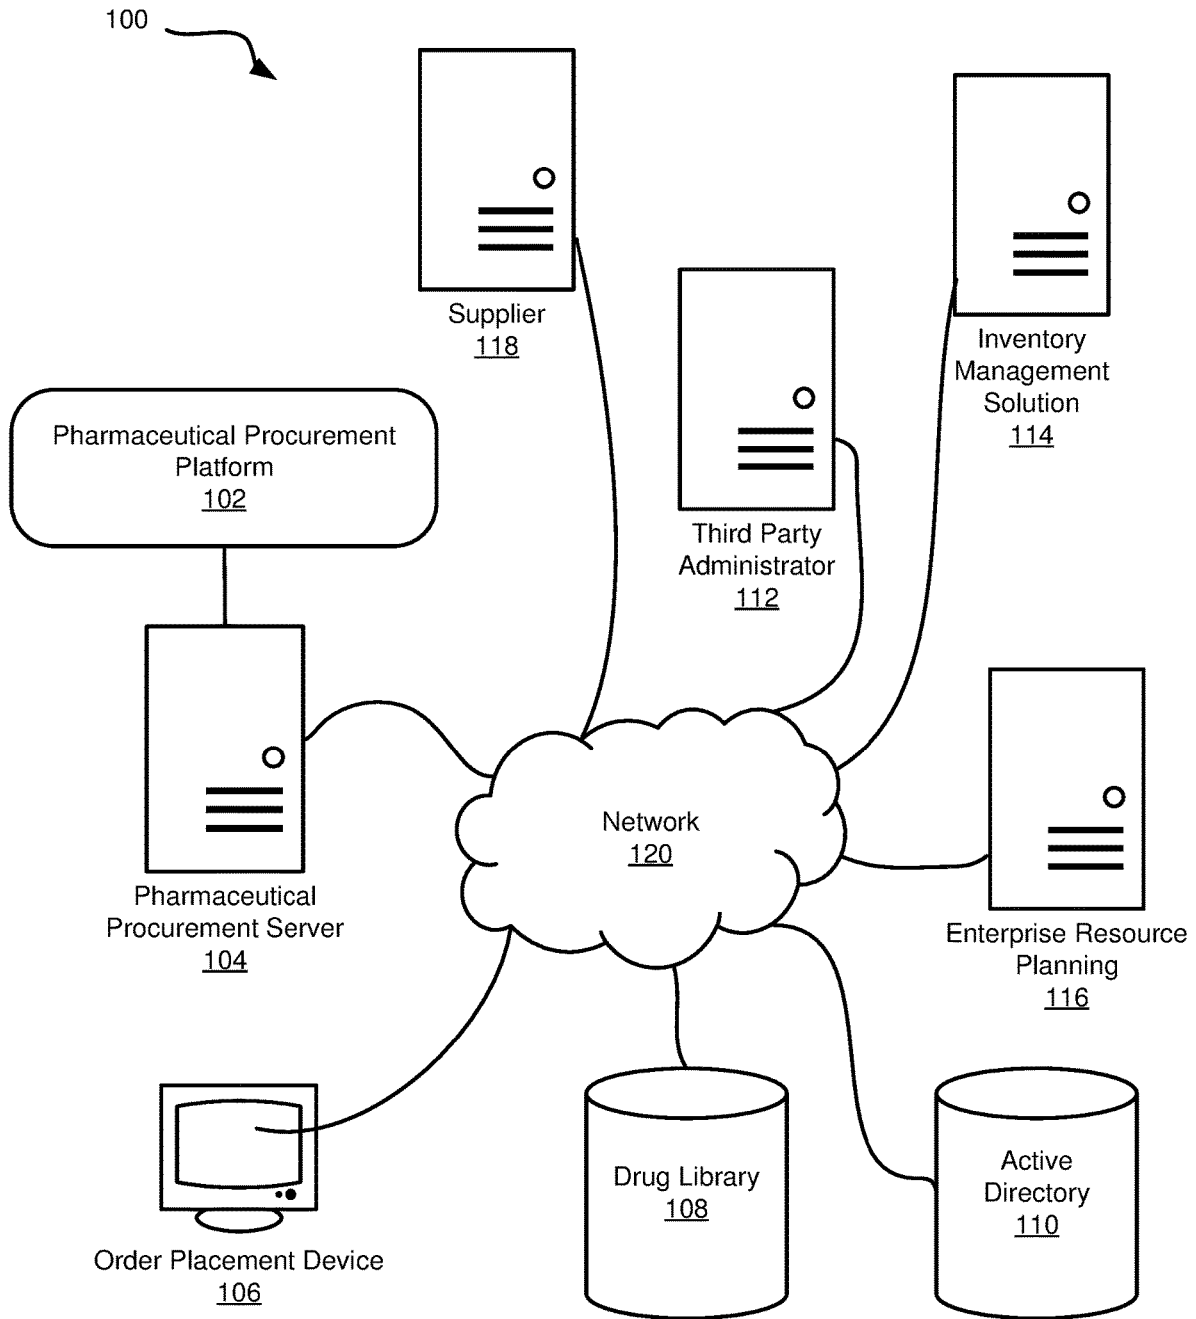 100
Supplier
118
Inventory
Management
Solution
114
Pharmaceutical Procurement
Platform
102
Third Party
Administrator
112
Network
120
Pharmaceutical
Procurement Server
104
Enterprise Resource
Planning
116
Order Placement Device
106
Drug Library
108
Active
Directory
110